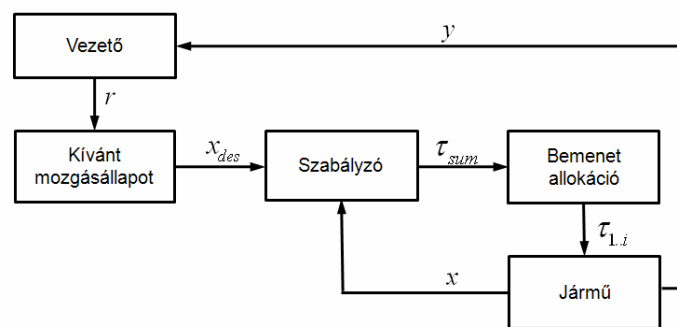 Vezető
y
r
Kívánt
mozgásállapot
x_des
Szabályzó
τ_sum
Bemenet
allokáció
τ_1..i
x
Jármű